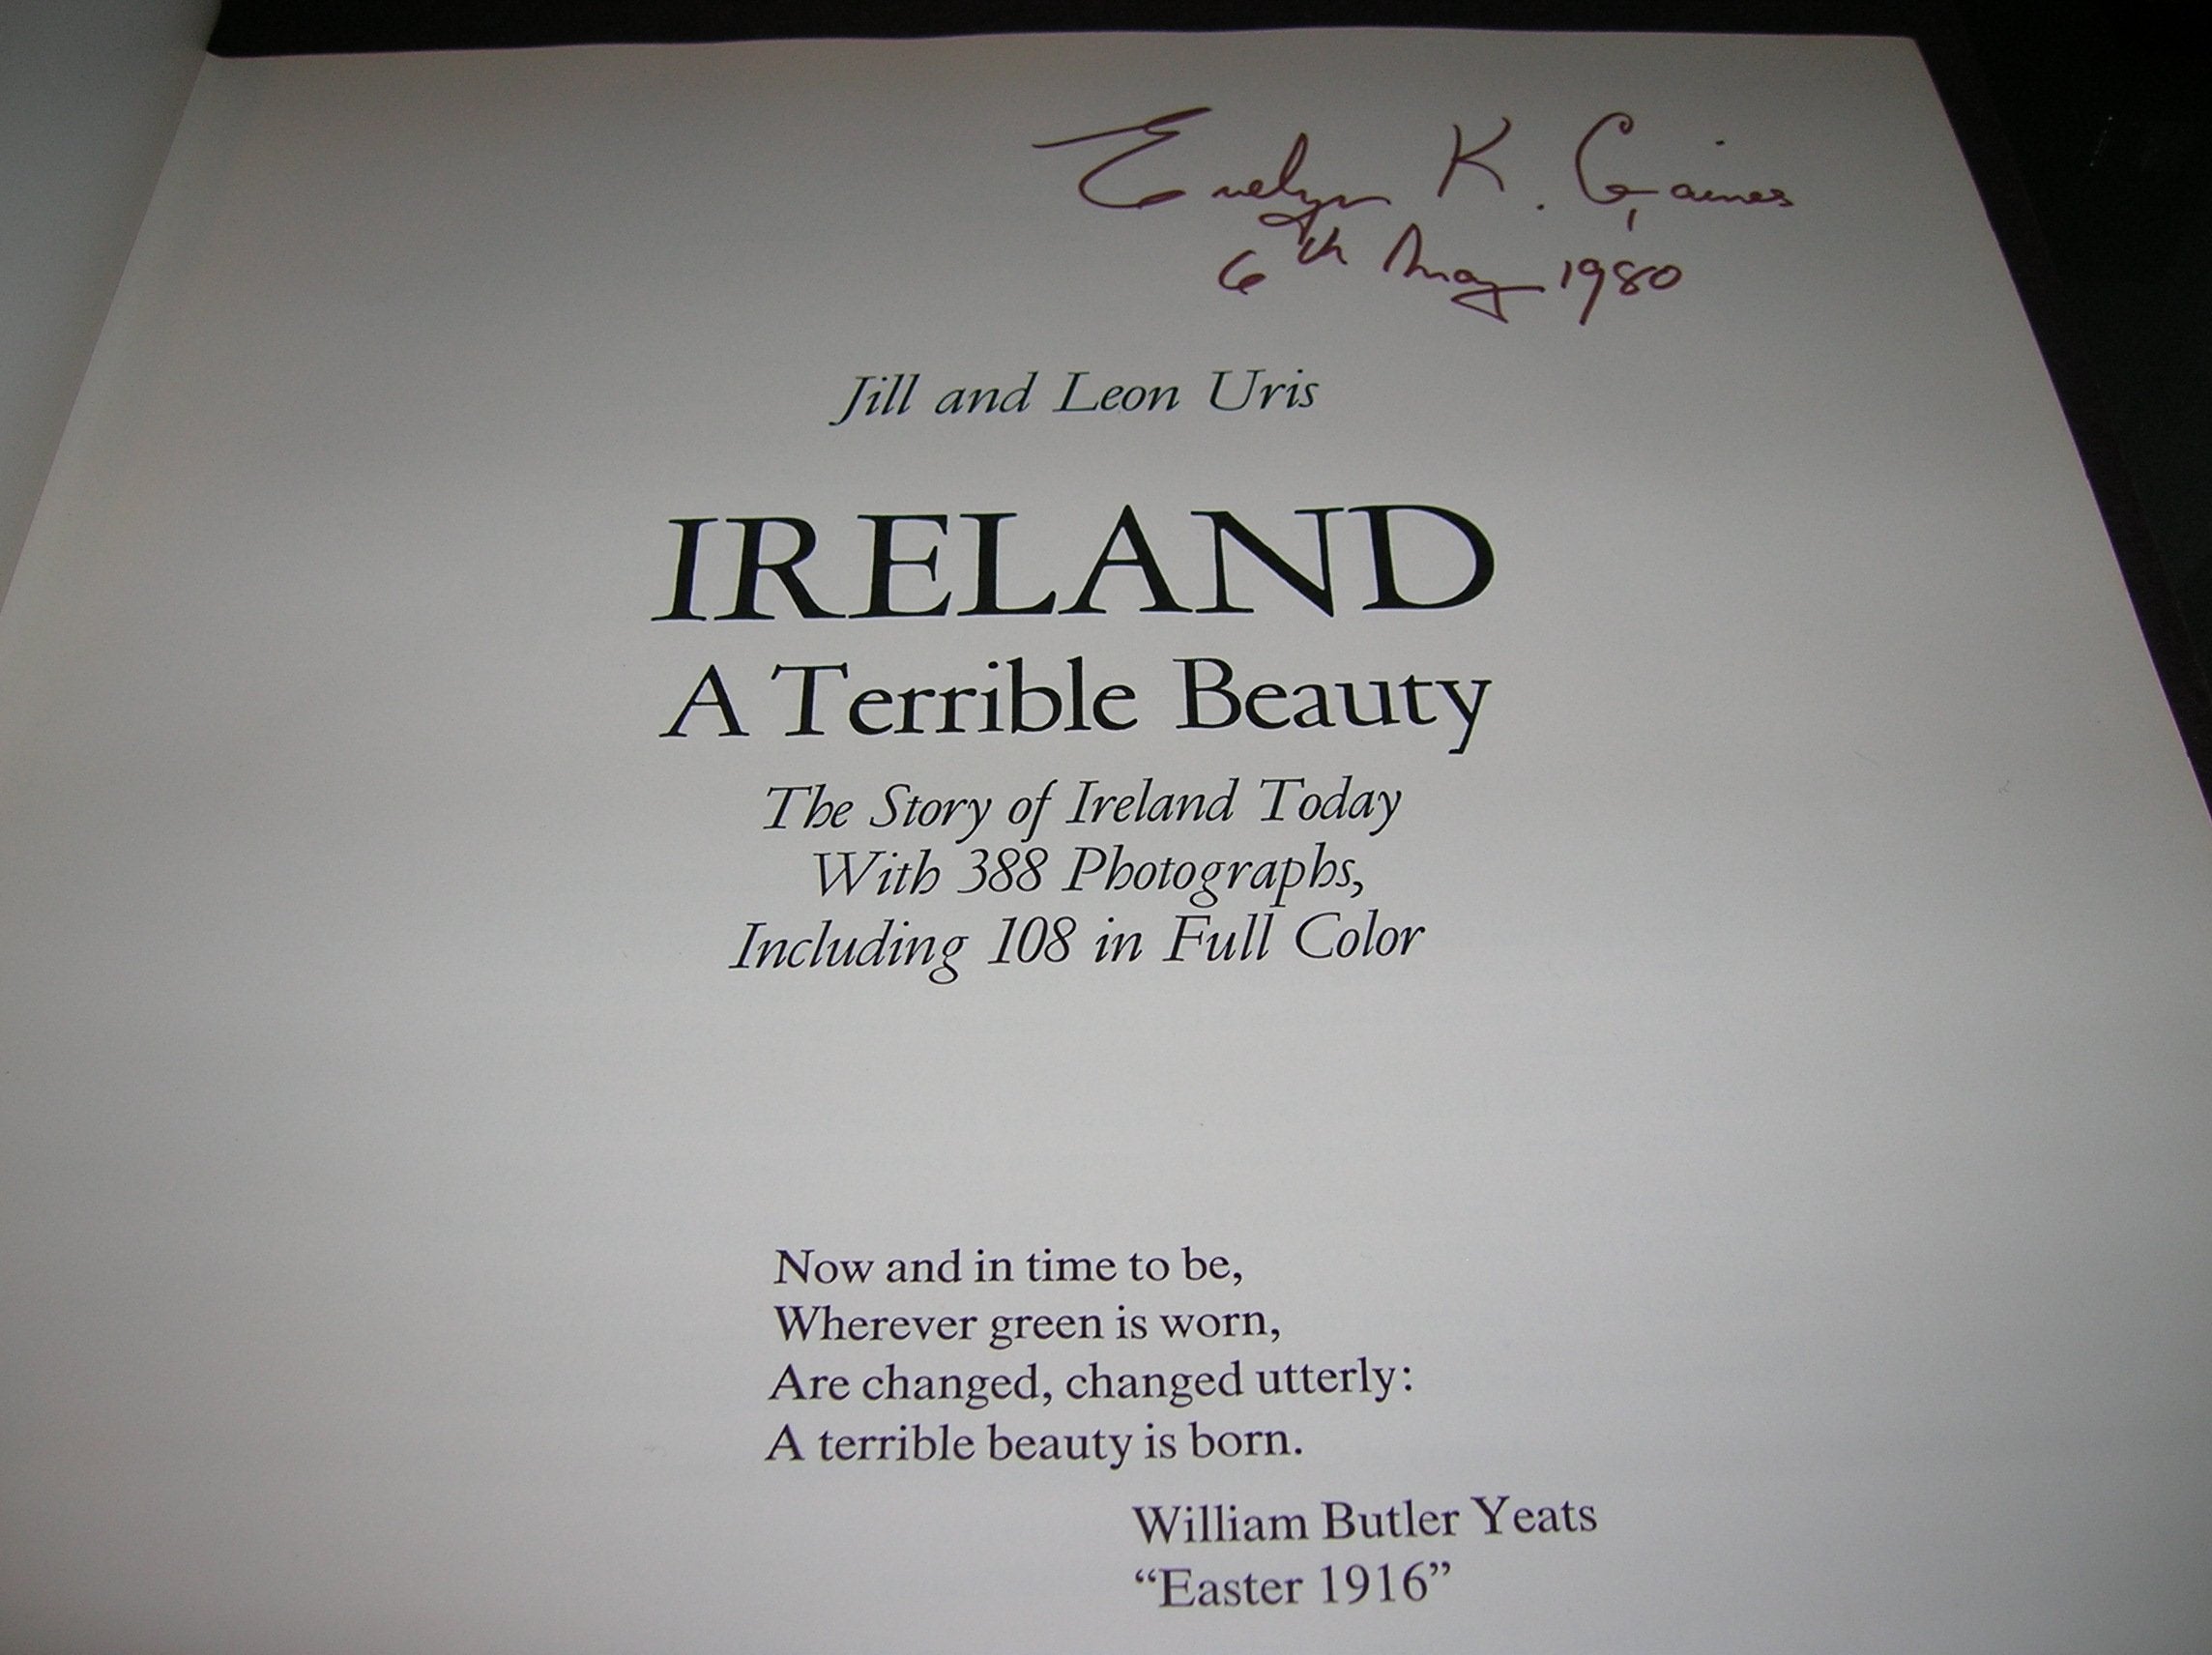 Evelyn K. Gaines
6th May 1980
Jill and Leon Uris
IRELAND
A Terrible Beauty
The Story of Ireland Today
With 388 Photographs,
Including 108 in Full Color
Now and in time to be,
Wherever green is worn,
Are changed, changed utterly:
A terrible beauty is born.
William Butler Yeats
“Easter 1916”